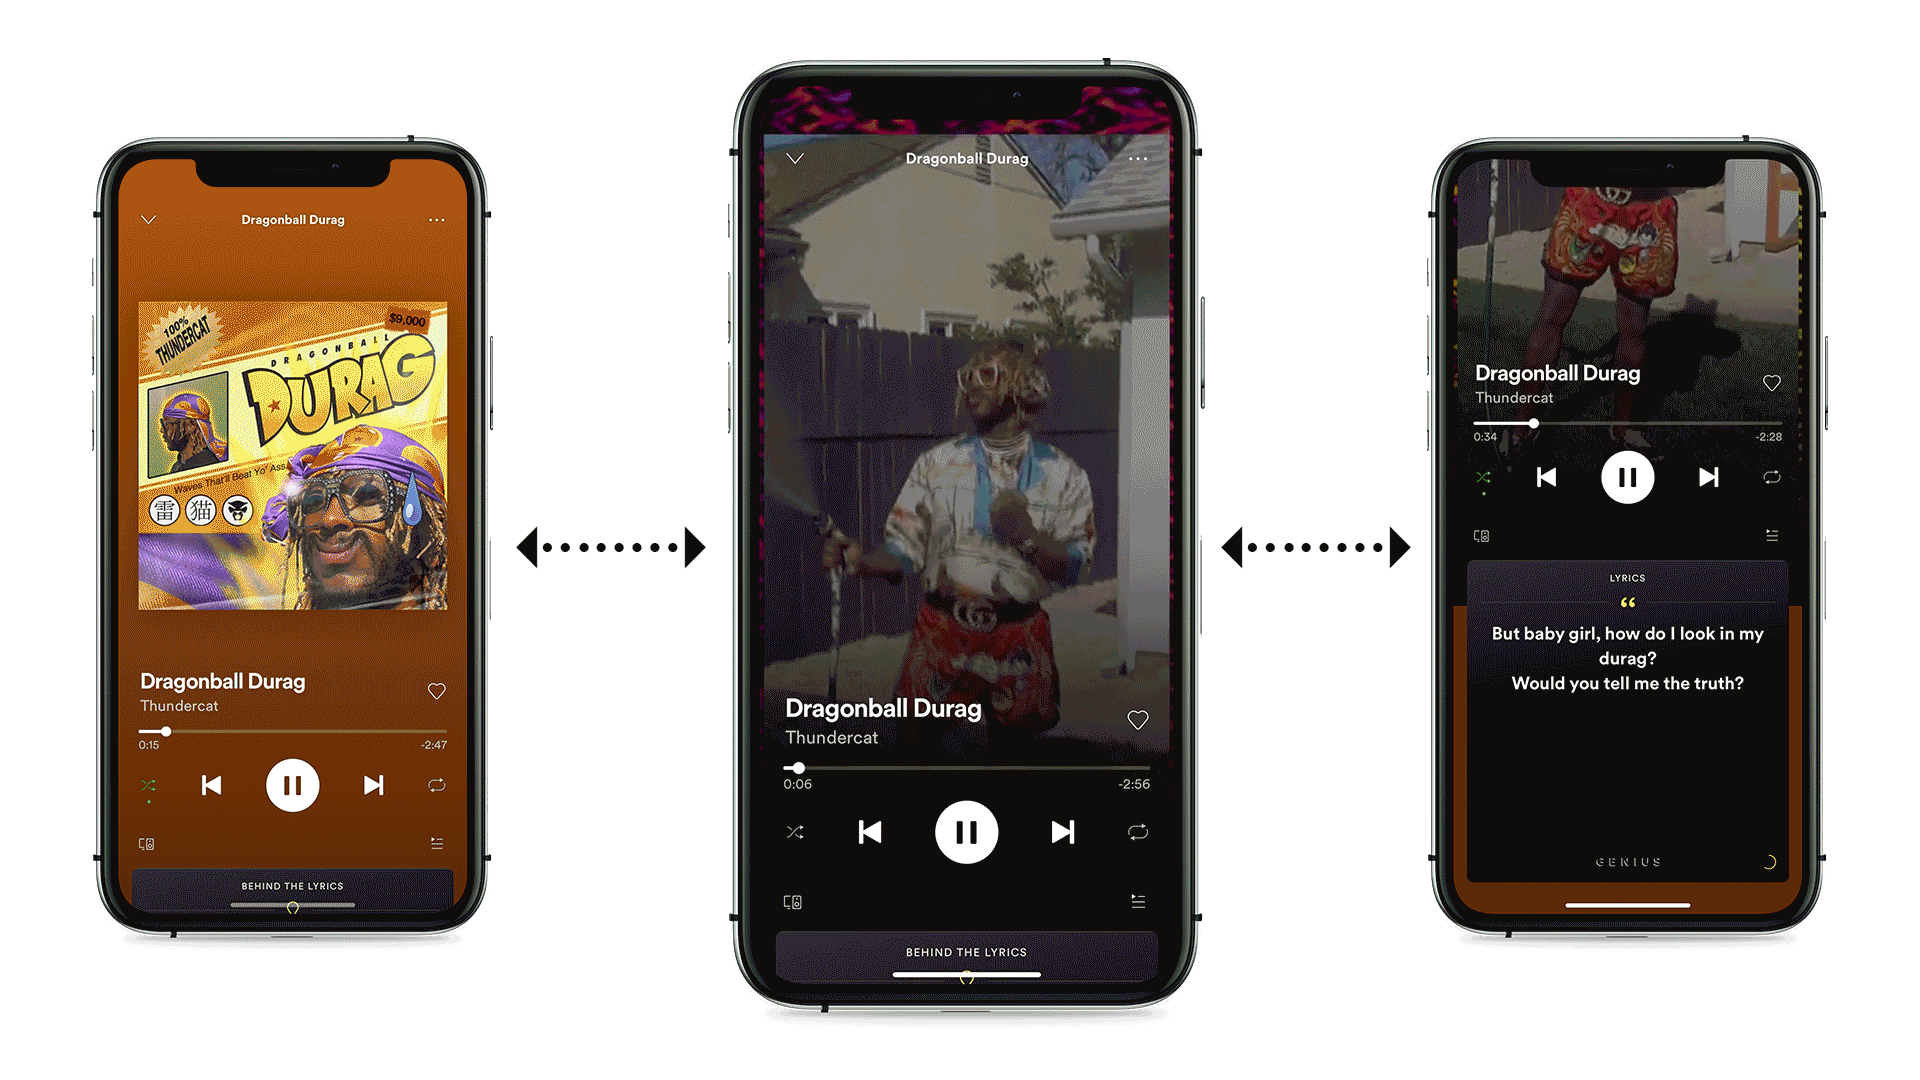 Dragonball Durag
100% THUNDERCAT
$9,000
DRAGONBALL
DURAG
Waves That'll Beat Yo' Ass
雷 猫
Dragonball Durag
Thundercat
0:15 -2:47
BEHIND THE LYRICS
Dragonball Durag
Dragonball Durag
Thundercat
0:06 -2:56
BEHIND THE LYRICS
Dragonball Durag
Thundercat
0:34 -2:28
LYRICS
“
But baby girl, how do I look in my
durag?
Would you tell me the truth?
GENIUS